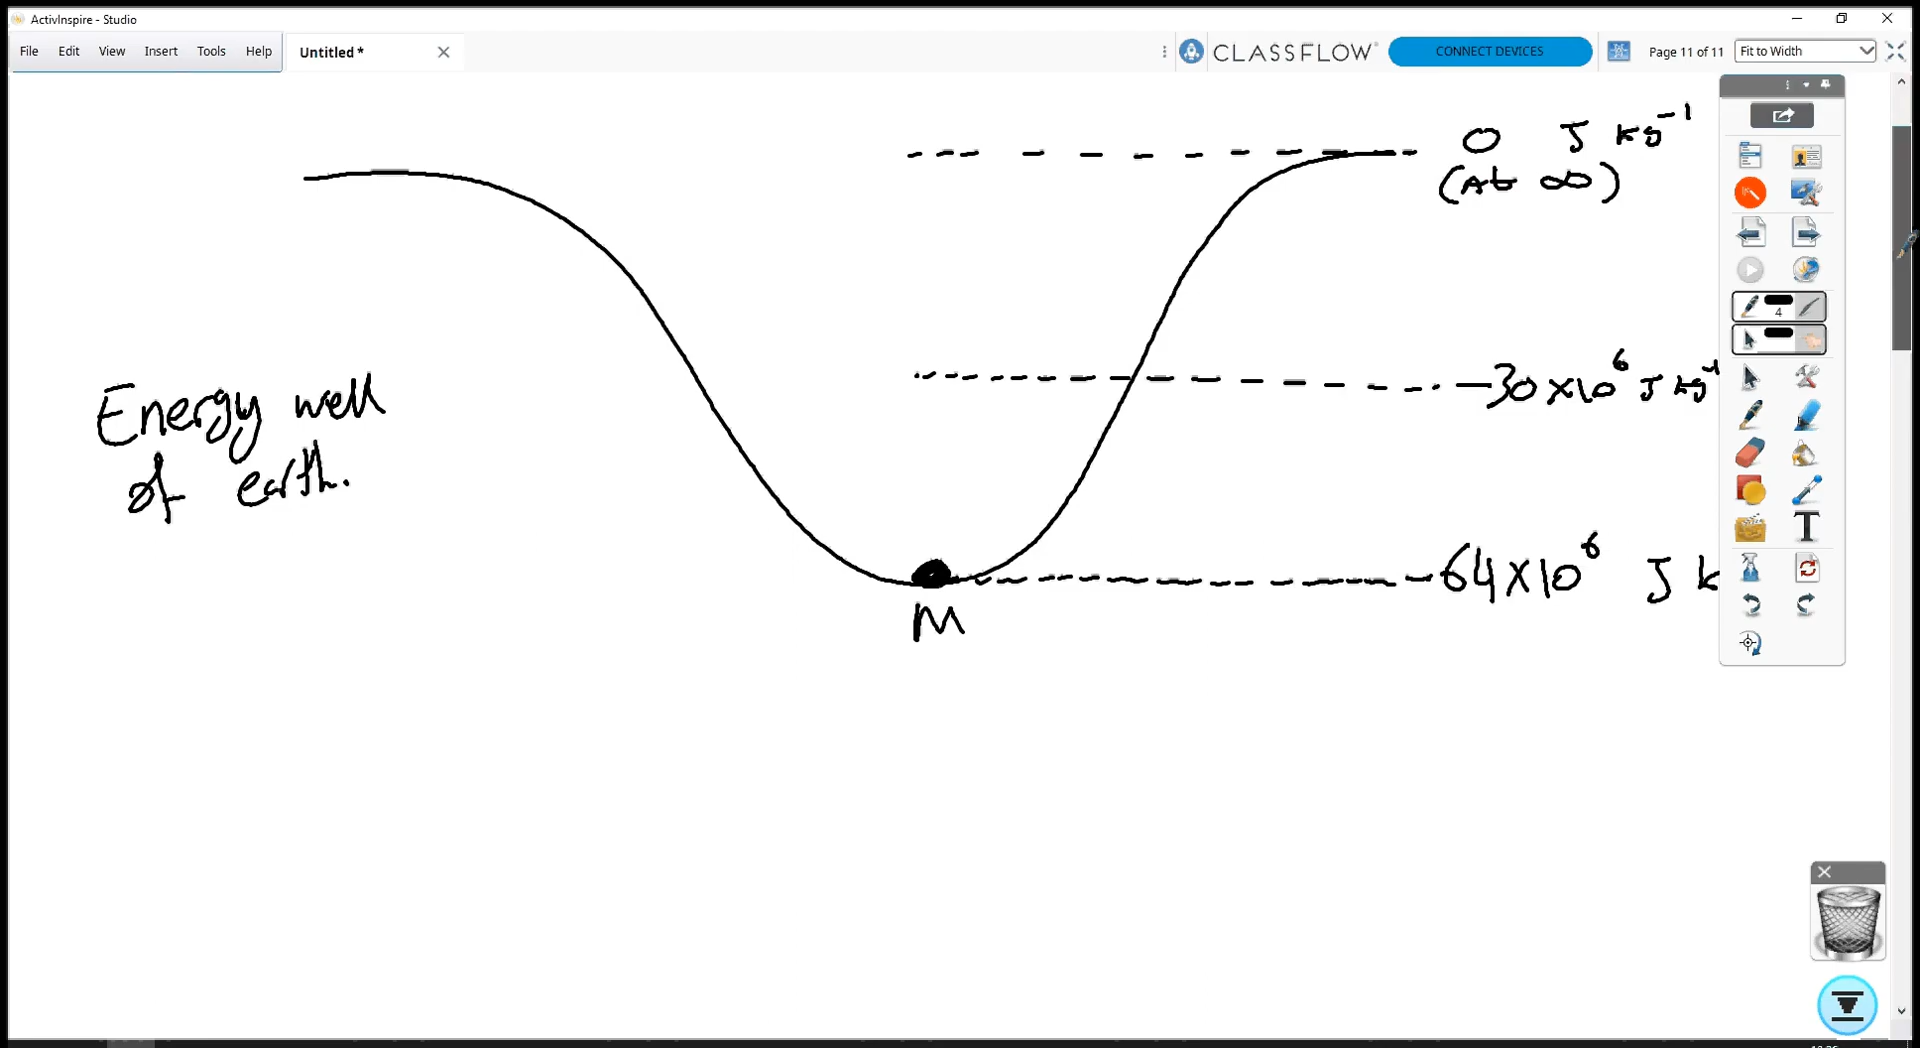 ActivInspire - Studio
File Edit View Insert Tools Help
Untitled *
CLASSFLOW
CONNECT DEVICES
Page 11 of 11
Fit to Width
0 J kg⁻¹
(At ∞)
4
-30×10⁶ J kg⁻¹
Energy well
of earth.
-64×10⁶ J k
M
T